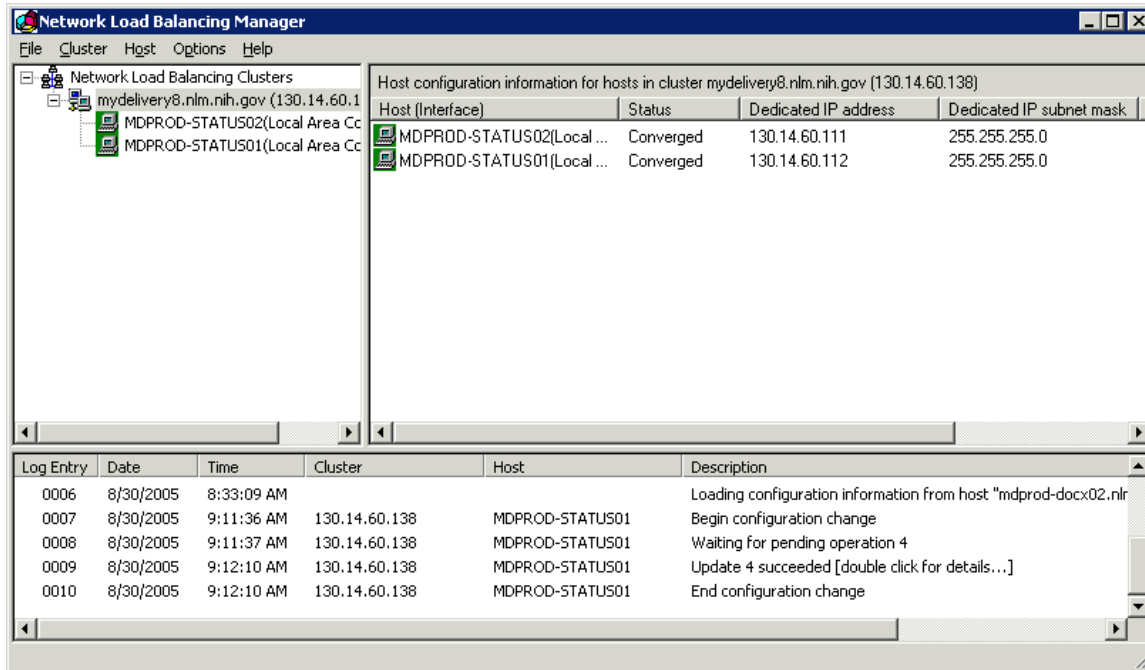 Network Load Balancing Manager
File Cluster Host Options Help
Network Load Balancing Clusters
mydelivery8.nlm.nih.gov (130.14.60.1
MDPROD-STATUS02(Local Area Co
MDPROD-STATUS01(Local Area Co
Host configuration information for hosts in cluster mydelivery8.nlm.nih.gov (130.14.60.138)
Host (Interface) Status Dedicated IP address Dedicated IP subnet mask
MDPROD-STATUS02(Local ... Converged 130.14.60.111 255.255.255.0
MDPROD-STATUS01(Local ... Converged 130.14.60.112 255.255.255.0
Log Entry Date Time Cluster Host Description
0006 8/30/2005 8:33:09 AM Loading configuration information from host "mdprod-docx02.nlr
0007 8/30/2005 9:11:36 AM 130.14.60.138 MDPROD-STATUS01 Begin configuration change
0008 8/30/2005 9:11:37 AM 130.14.60.138 MDPROD-STATUS01 Waiting for pending operation 4
0009 8/30/2005 9:12:10 AM 130.14.60.138 MDPROD-STATUS01 Update 4 succeeded [double click for details...]
0010 8/30/2005 9:12:10 AM 130.14.60.138 MDPROD-STATUS01 End configuration change